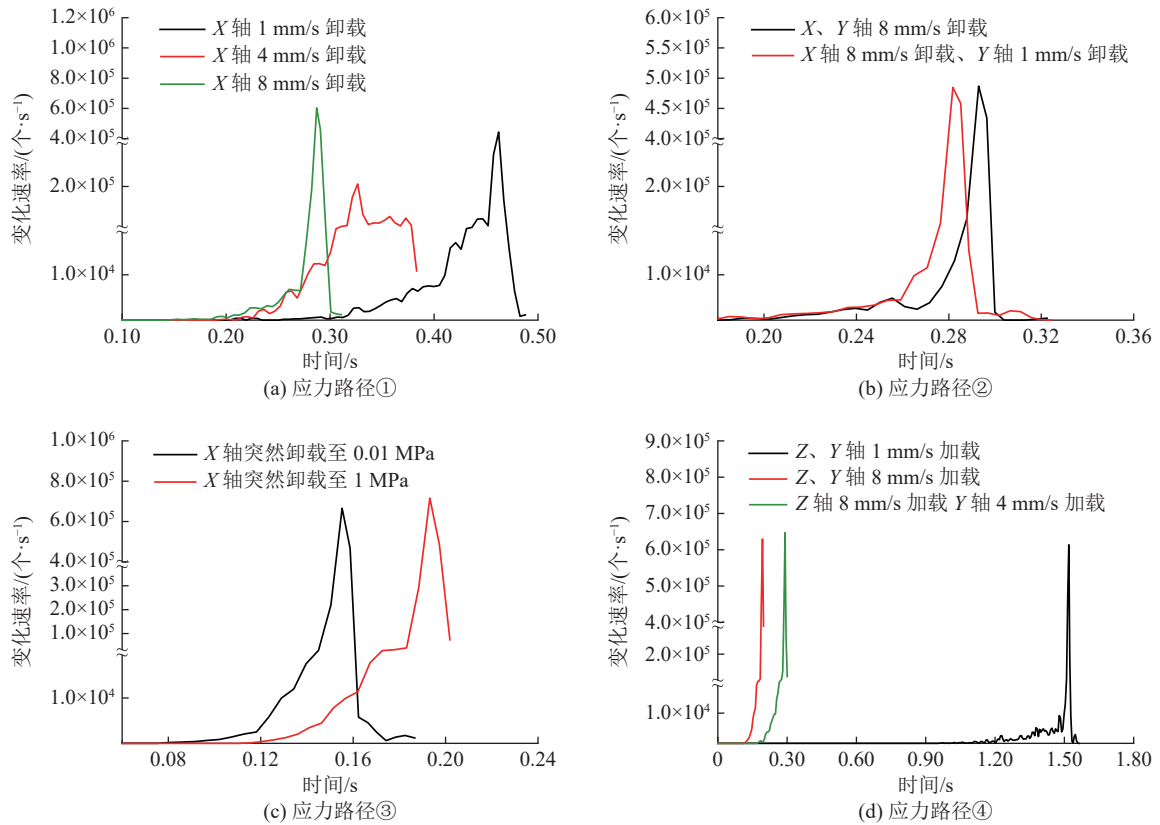 1.2×10⁶
1.0×10⁶
8.0×10⁵
6.0×10⁵
4.0×10⁵
2.0×10⁵
1.0×10⁴
变化速率/(个·s⁻¹)
X 轴 1 mm/s 卸载
X 轴 4 mm/s 卸载
X 轴 8 mm/s 卸载
0.10 0.20 0.30 0.40 0.50
时间/s
(a) 应力路径①
6.0×10⁵
5.5×10⁵
5.0×10⁵
4.5×10⁵
4.0×10⁵
2.0×10⁵
1.0×10⁴
变化速率/(个·s⁻¹)
X、Y 轴 8 mm/s 卸载
X 轴 8 mm/s 卸载、Y 轴 1 mm/s 卸载
0.20 0.24 0.28 0.32 0.36
时间/s
(b) 应力路径②
1.0×10⁶
8.0×10⁵
7.0×10⁵
6.0×10⁵
3.0×10⁵
2.0×10⁵
1.0×10⁵
1.0×10⁴
变化速率/(个·s⁻¹)
X 轴突然卸载至 0.01 MPa
X 轴突然卸载至 1 MPa
0.08 0.12 0.16 0.20 0.24
时间/s
(c) 应力路径③
9.0×10⁵
8.0×10⁵
7.0×10⁵
6.0×10⁵
5.0×10⁵
2.0×10⁵
1.0×10⁴
变化速率/(个·s⁻¹)
Z、Y 轴 1 mm/s 加载
Z、Y 轴 8 mm/s 加载
Z 轴 8 mm/s 加载 Y 轴 4 mm/s 加载
0 0.30 0.60 0.90 1.20 1.50 1.80
时间/s
(d) 应力路径④